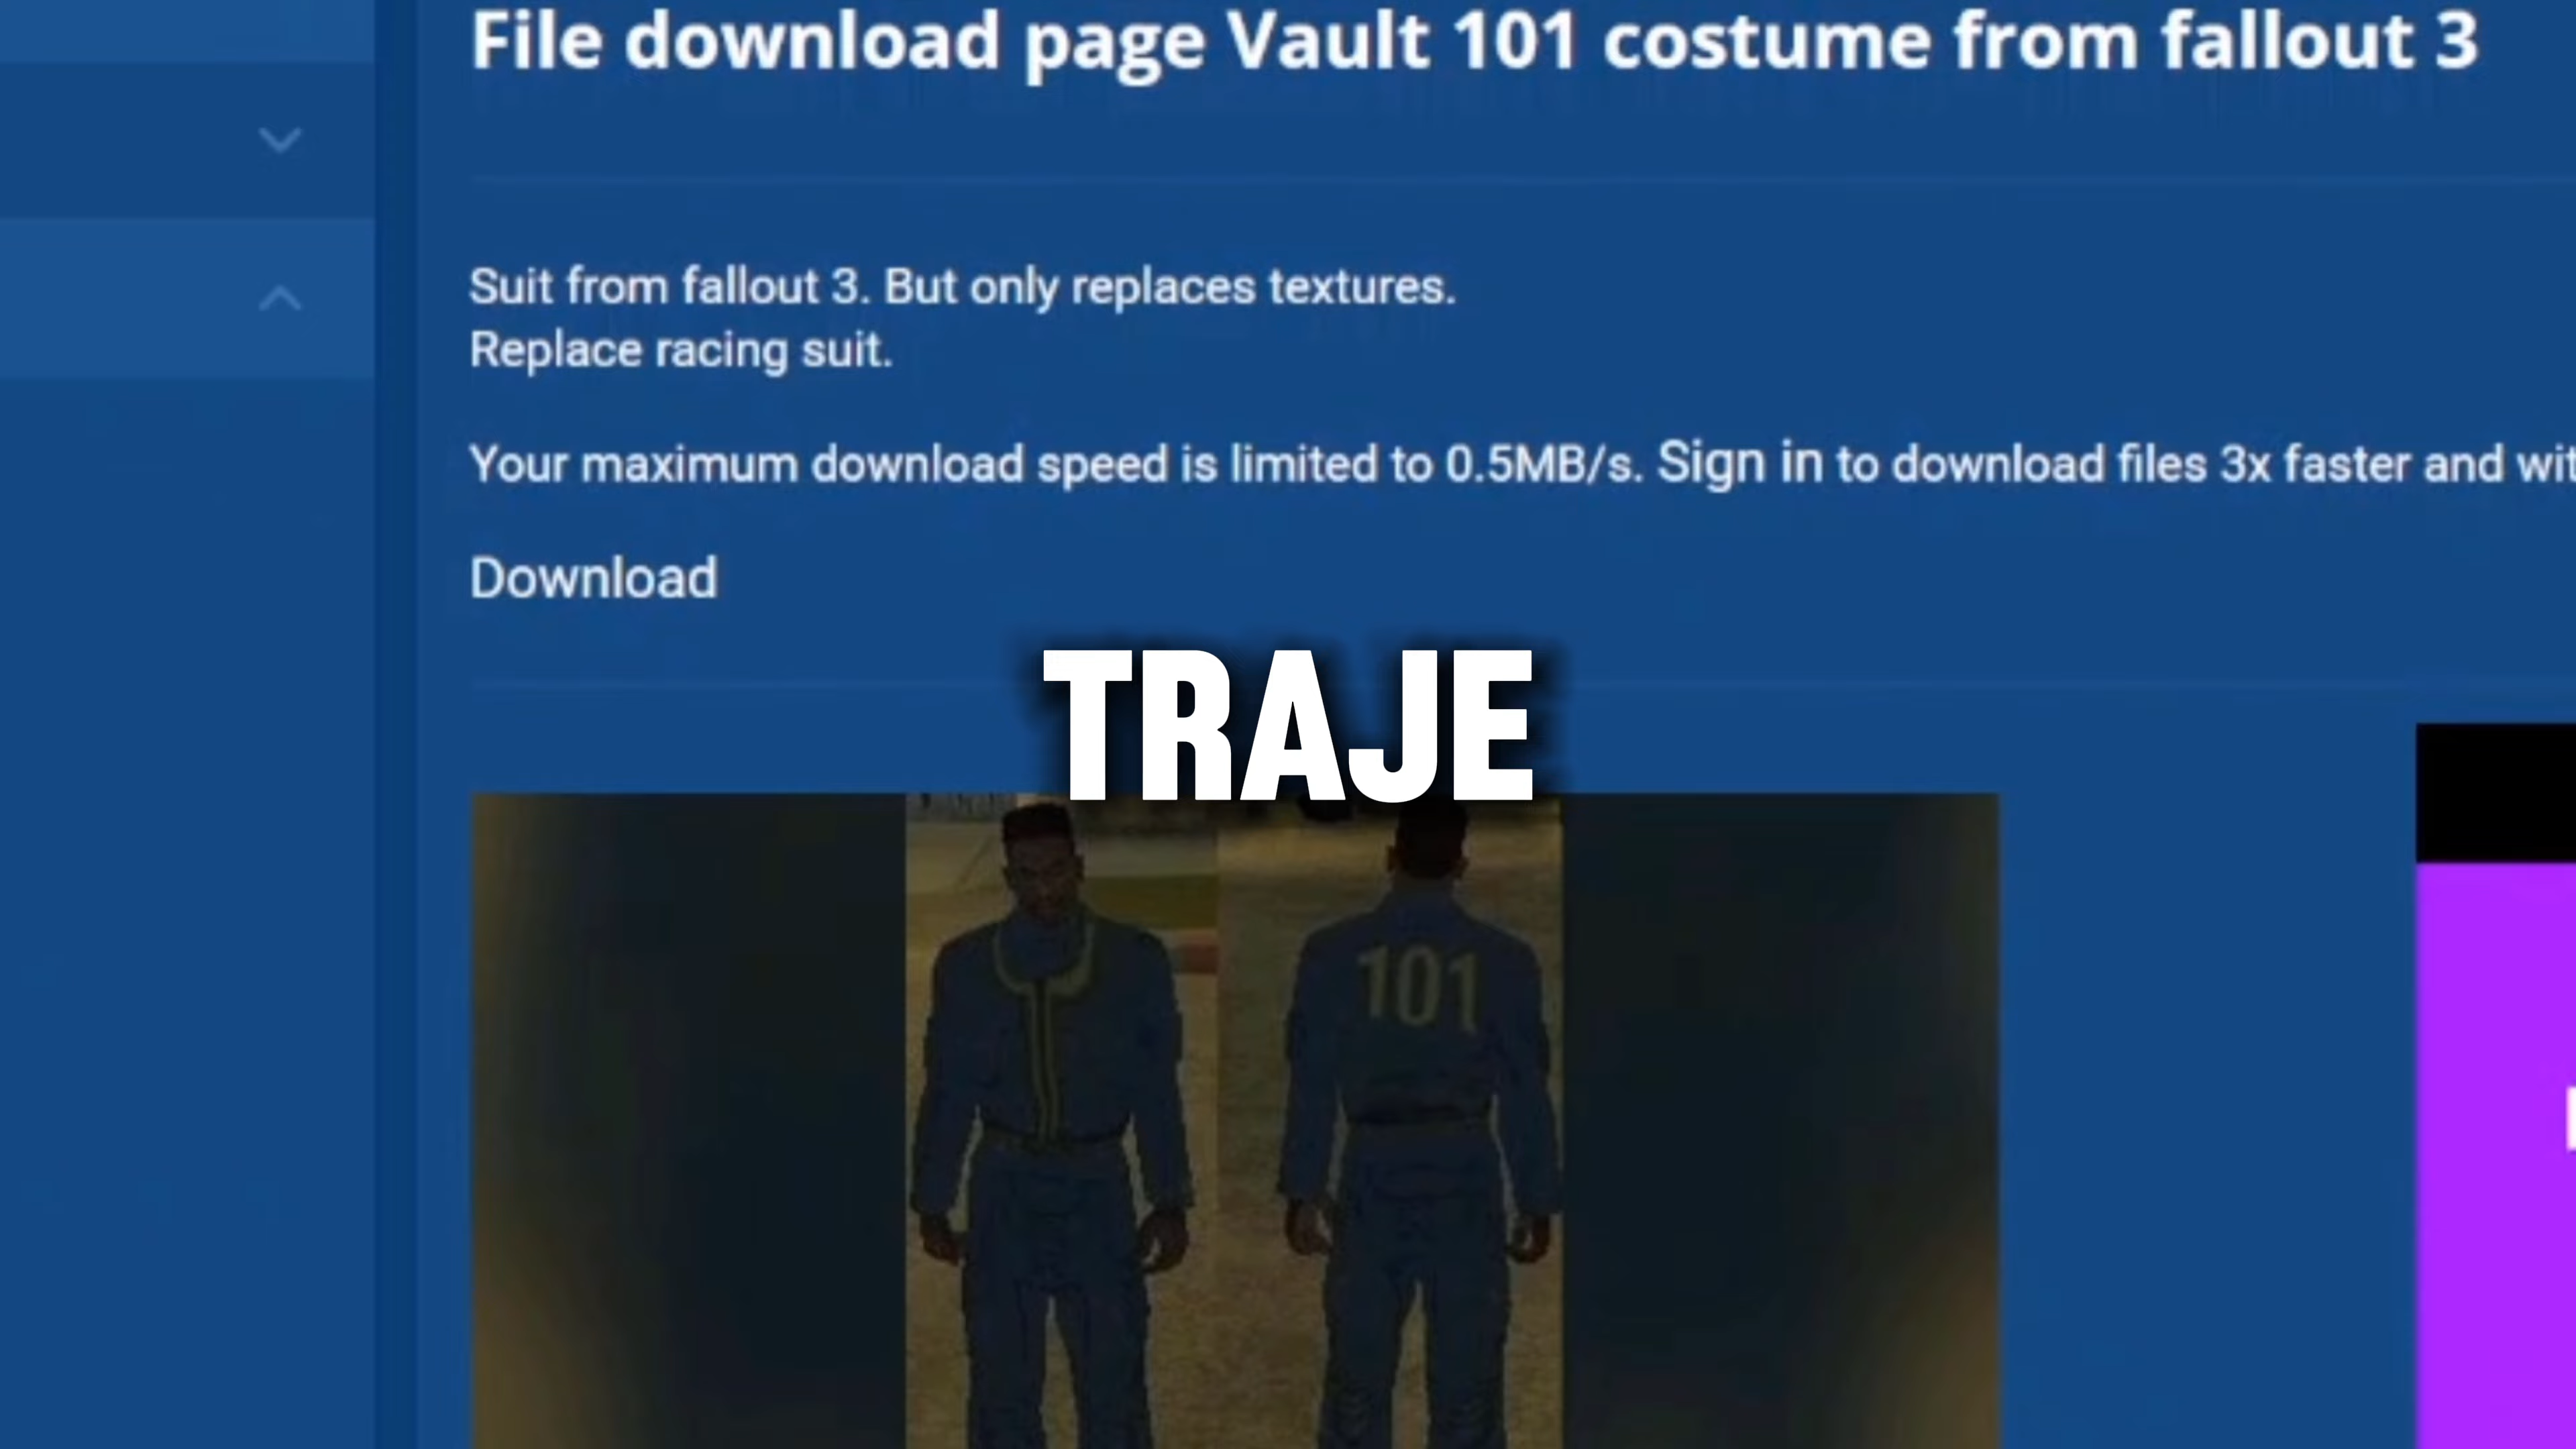 File download page Vault 101 costume from fallout 3
Suit from fallout 3. But only replaces textures.
Replace racing suit.
Your maximum download speed is limited to 0.5MB/s. Sign in to download files 3x faster and
Download
TRAJE
101